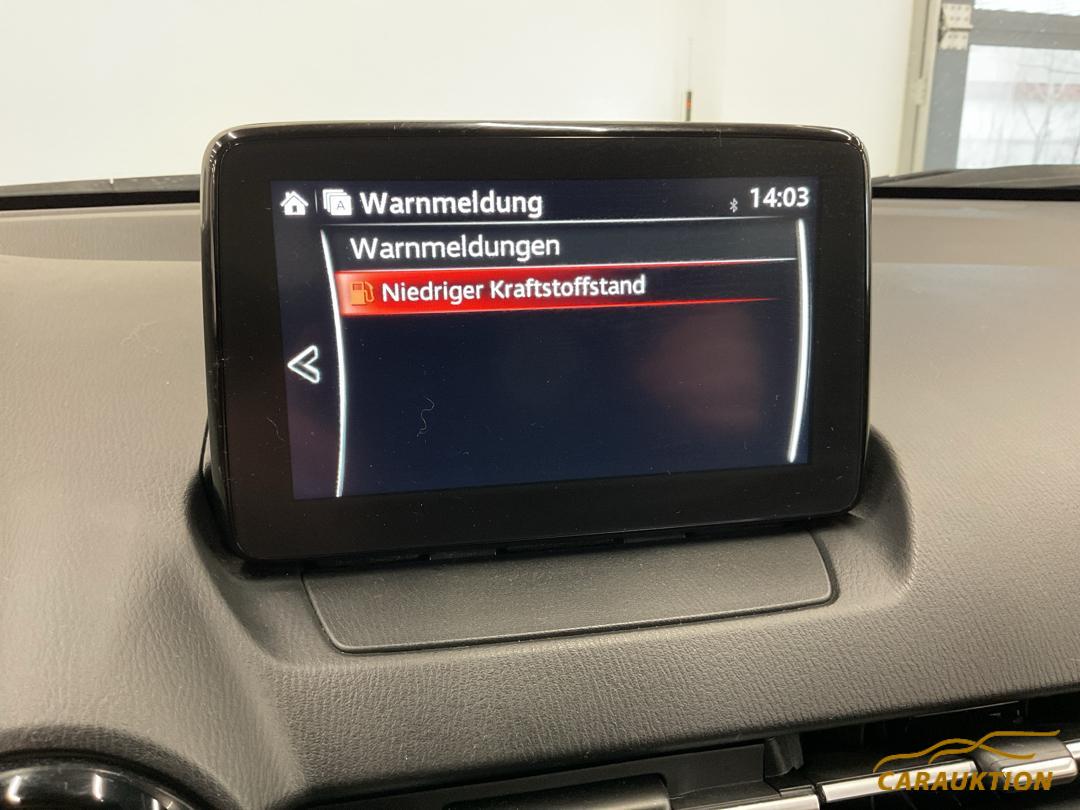 A Warnmeldung 14:03
Warnmeldungen
Niedriger Kraftstoffstand
CARAUKTION